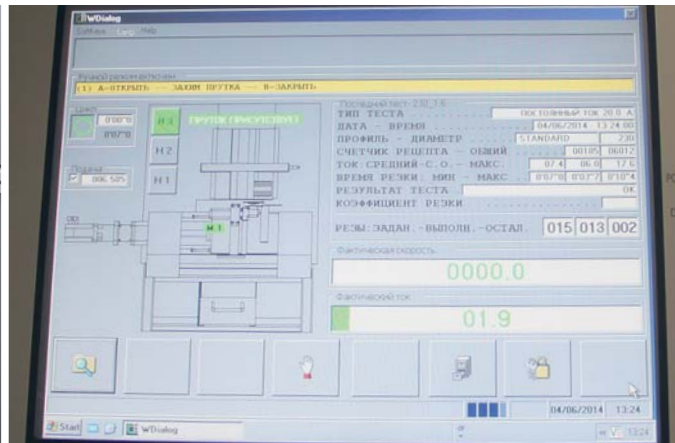 WDialog
SoftKeys Help
Ручной режим включен
(1) А-ОТКРЫТЬ -- ЗАЖИМ ПРУТКА -- В-ЗАКРЫТЬ
Цикл
0'00"0
0'07"0
Подача
006.505
H 3
ПРУТОК ПРИСУТСТВУЕТ
H 2
H 1
M 1
Последний тест - 232_T.6
ТИП ТЕСТА ПОСТОЯННЫЙ ТОК 20.0 А
ДАТА - ВРЕМЯ 04/06/2014 13:24:00
ПРОФИЛЬ - ДИАМЕТР STANDARD 230
СЧЕТЧИК РЕЦЕПТА - ОБЩИЙ 00105 06012
ТОК:СРЕДНИЙ-С.О.- МАКС. 07.4 06.0 17.6
ВРЕМЯ РЕЗКИ: МИН - МАКС 0'07"0 0'07"7 0'10"4
РЕЗУЛЬТАТ ТЕСТА OK
КОЭФФИЦИЕНТ РЕЗКИ
РЕЗЫ:ЗАДАН.-ВЫПОЛН.-ОСТАЛ. 015 013 002
Фактическая скорость
0000.0
Фактический ток
01.9
04/06/2014 13:24
Start WDialog 13:24